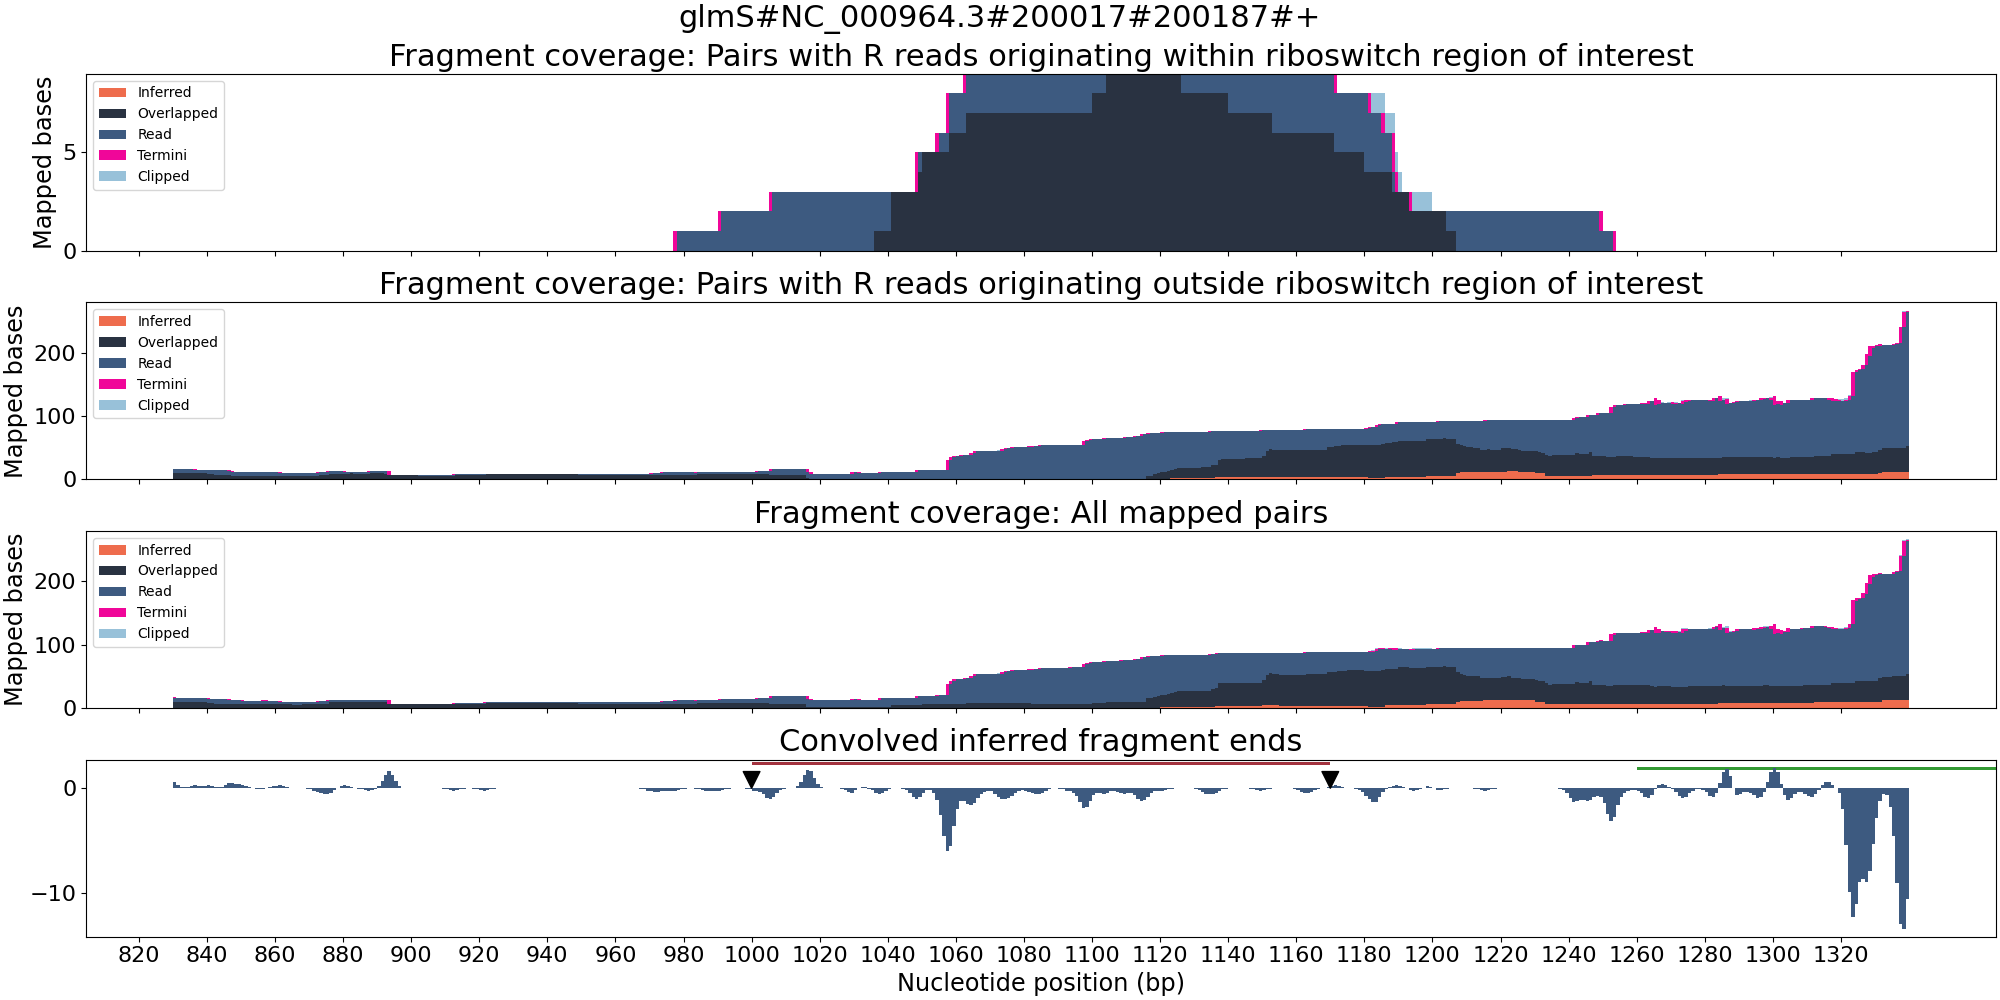 glmS#NC_000964.3#200017#200187#+
Fragment coverage: Pairs with R reads originating within riboswitch region of interest
Mapped bases
5
0
Inferred
Overlapped
Read
Termini
Clipped
Fragment coverage: Pairs with R reads originating outside riboswitch region of interest
Mapped bases
200
100
0
Inferred
Overlapped
Read
Termini
Clipped
Fragment coverage: All mapped pairs
Mapped bases
200
100
0
Inferred
Overlapped
Read
Termini
Clipped
Convolved inferred fragment ends
0
−10
820 840 860 880 900 920 940 960 980 1000 1020 1040 1060 1080 1100 1120 1140 1160 1180 1200 1220 1240 1260 1280 1300 1320
Nucleotide position (bp)